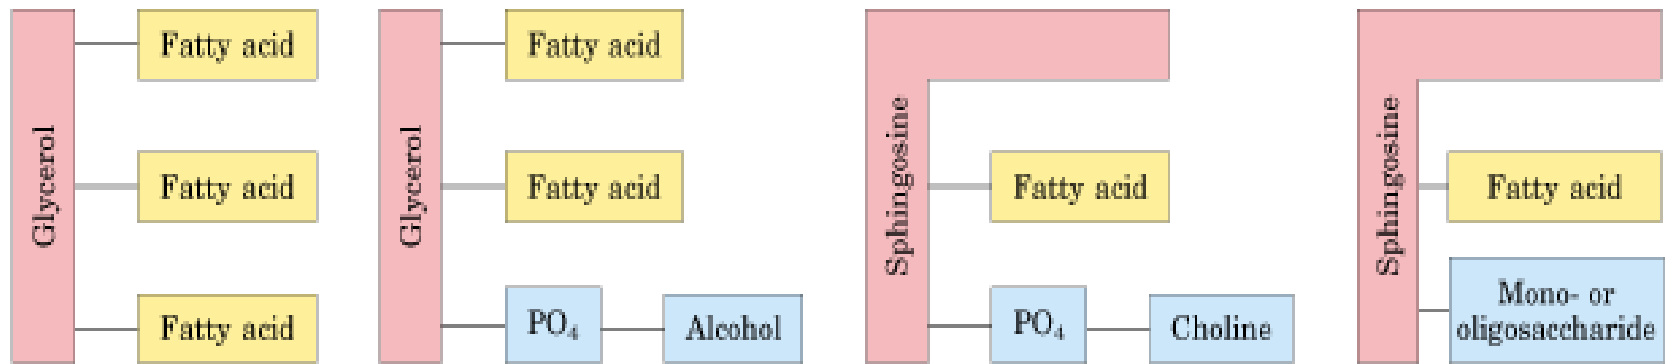 Glycerol
Fatty acid
Fatty acid
Fatty acid
Glycerol
Fatty acid
Fatty acid
PO₄
Alcohol
Sphingosine
Fatty acid
PO₄
Choline
Sphingosine
Fatty acid
Mono- or
oligosaccharide